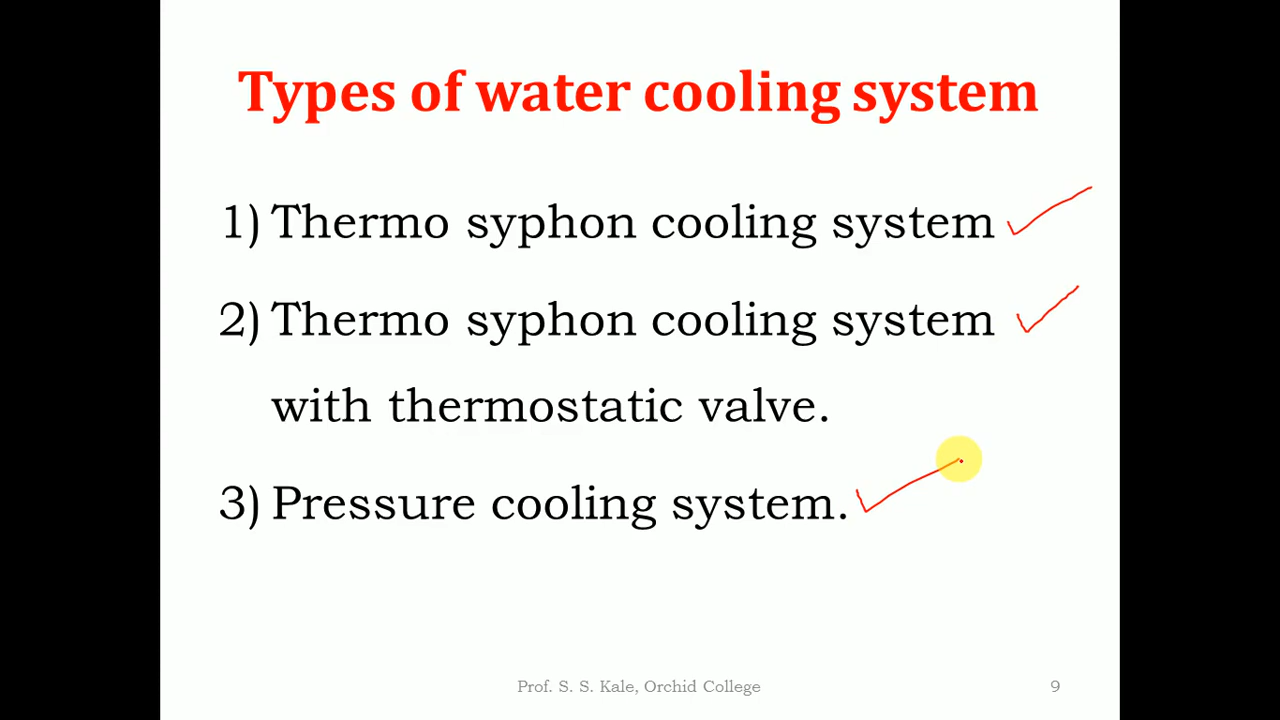 Types of water cooling system
1) Thermo syphon cooling system
2) Thermo syphon cooling system
with thermostatic valve.
3) Pressure cooling system.
Prof. S. S. Kale, Orchid College 9